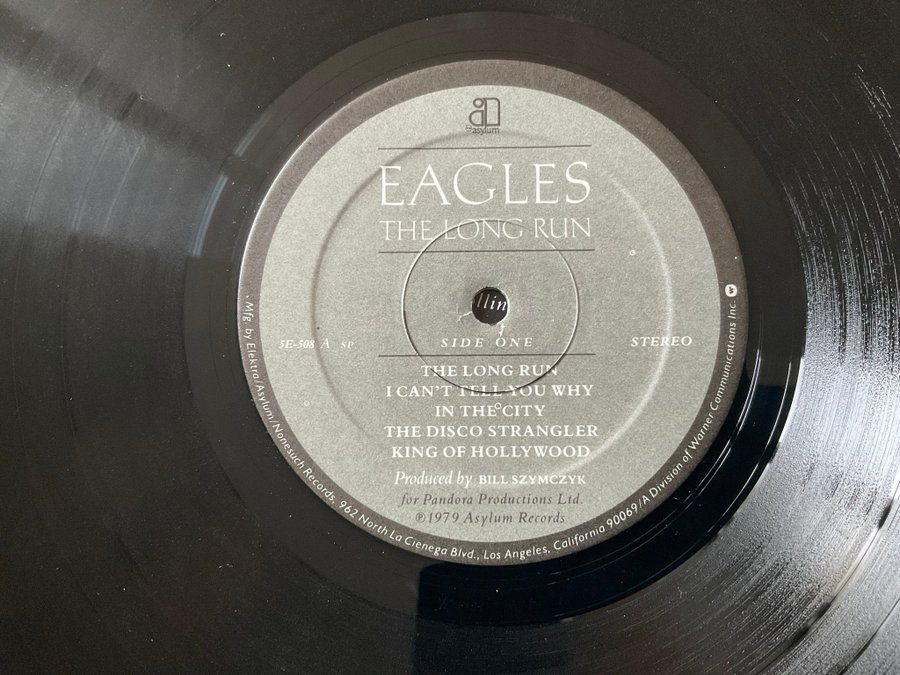 asylum
EAGLES
THE LONG RUN
llin
5E-508 A SP
SIDE ONE
STEREO
THE LONG RUN
I CAN'T TELL YOU WHY
IN THE CITY
THE DISCO STRANGLER
KING OF HOLLYWOOD
Produced by BILL SZYMCZYK
for Pandora Productions Ltd.
℗1979 Asylum Records
Mfg. by Elektra/Asylum/Nonesuch Records, 962 North La Cienega Blvd., Los Angeles, California 90069/A Division of Warner Communications Inc.